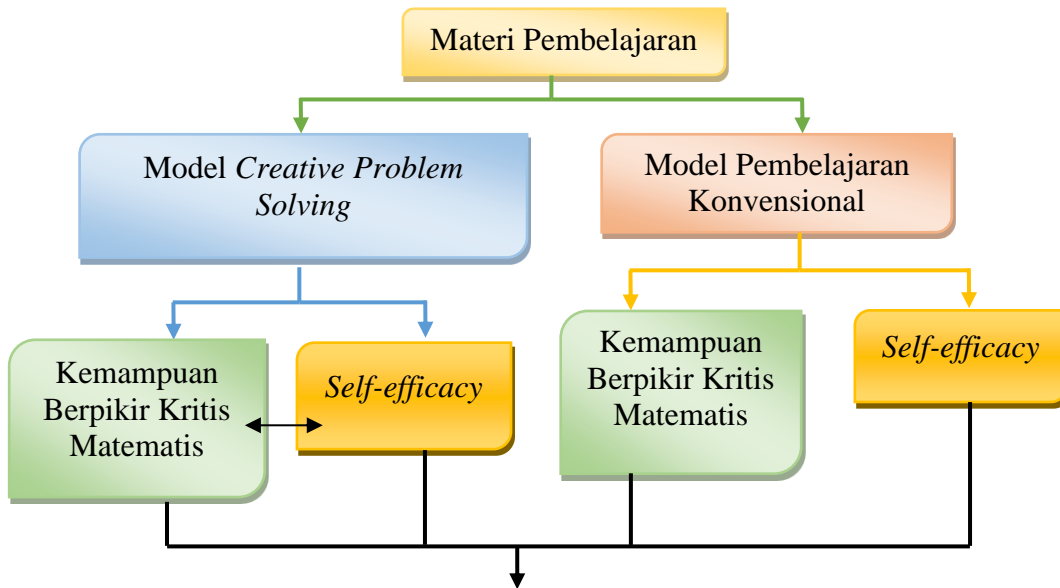 Materi Pembelajaran
Model Creative Problem
Solving
Model Pembelajaran
Konvensional
Kemampuan
Berpikir Kritis
Matematis
Self-efficacy
Kemampuan
Berpikir Kritis
Matematis
Self-efficacy